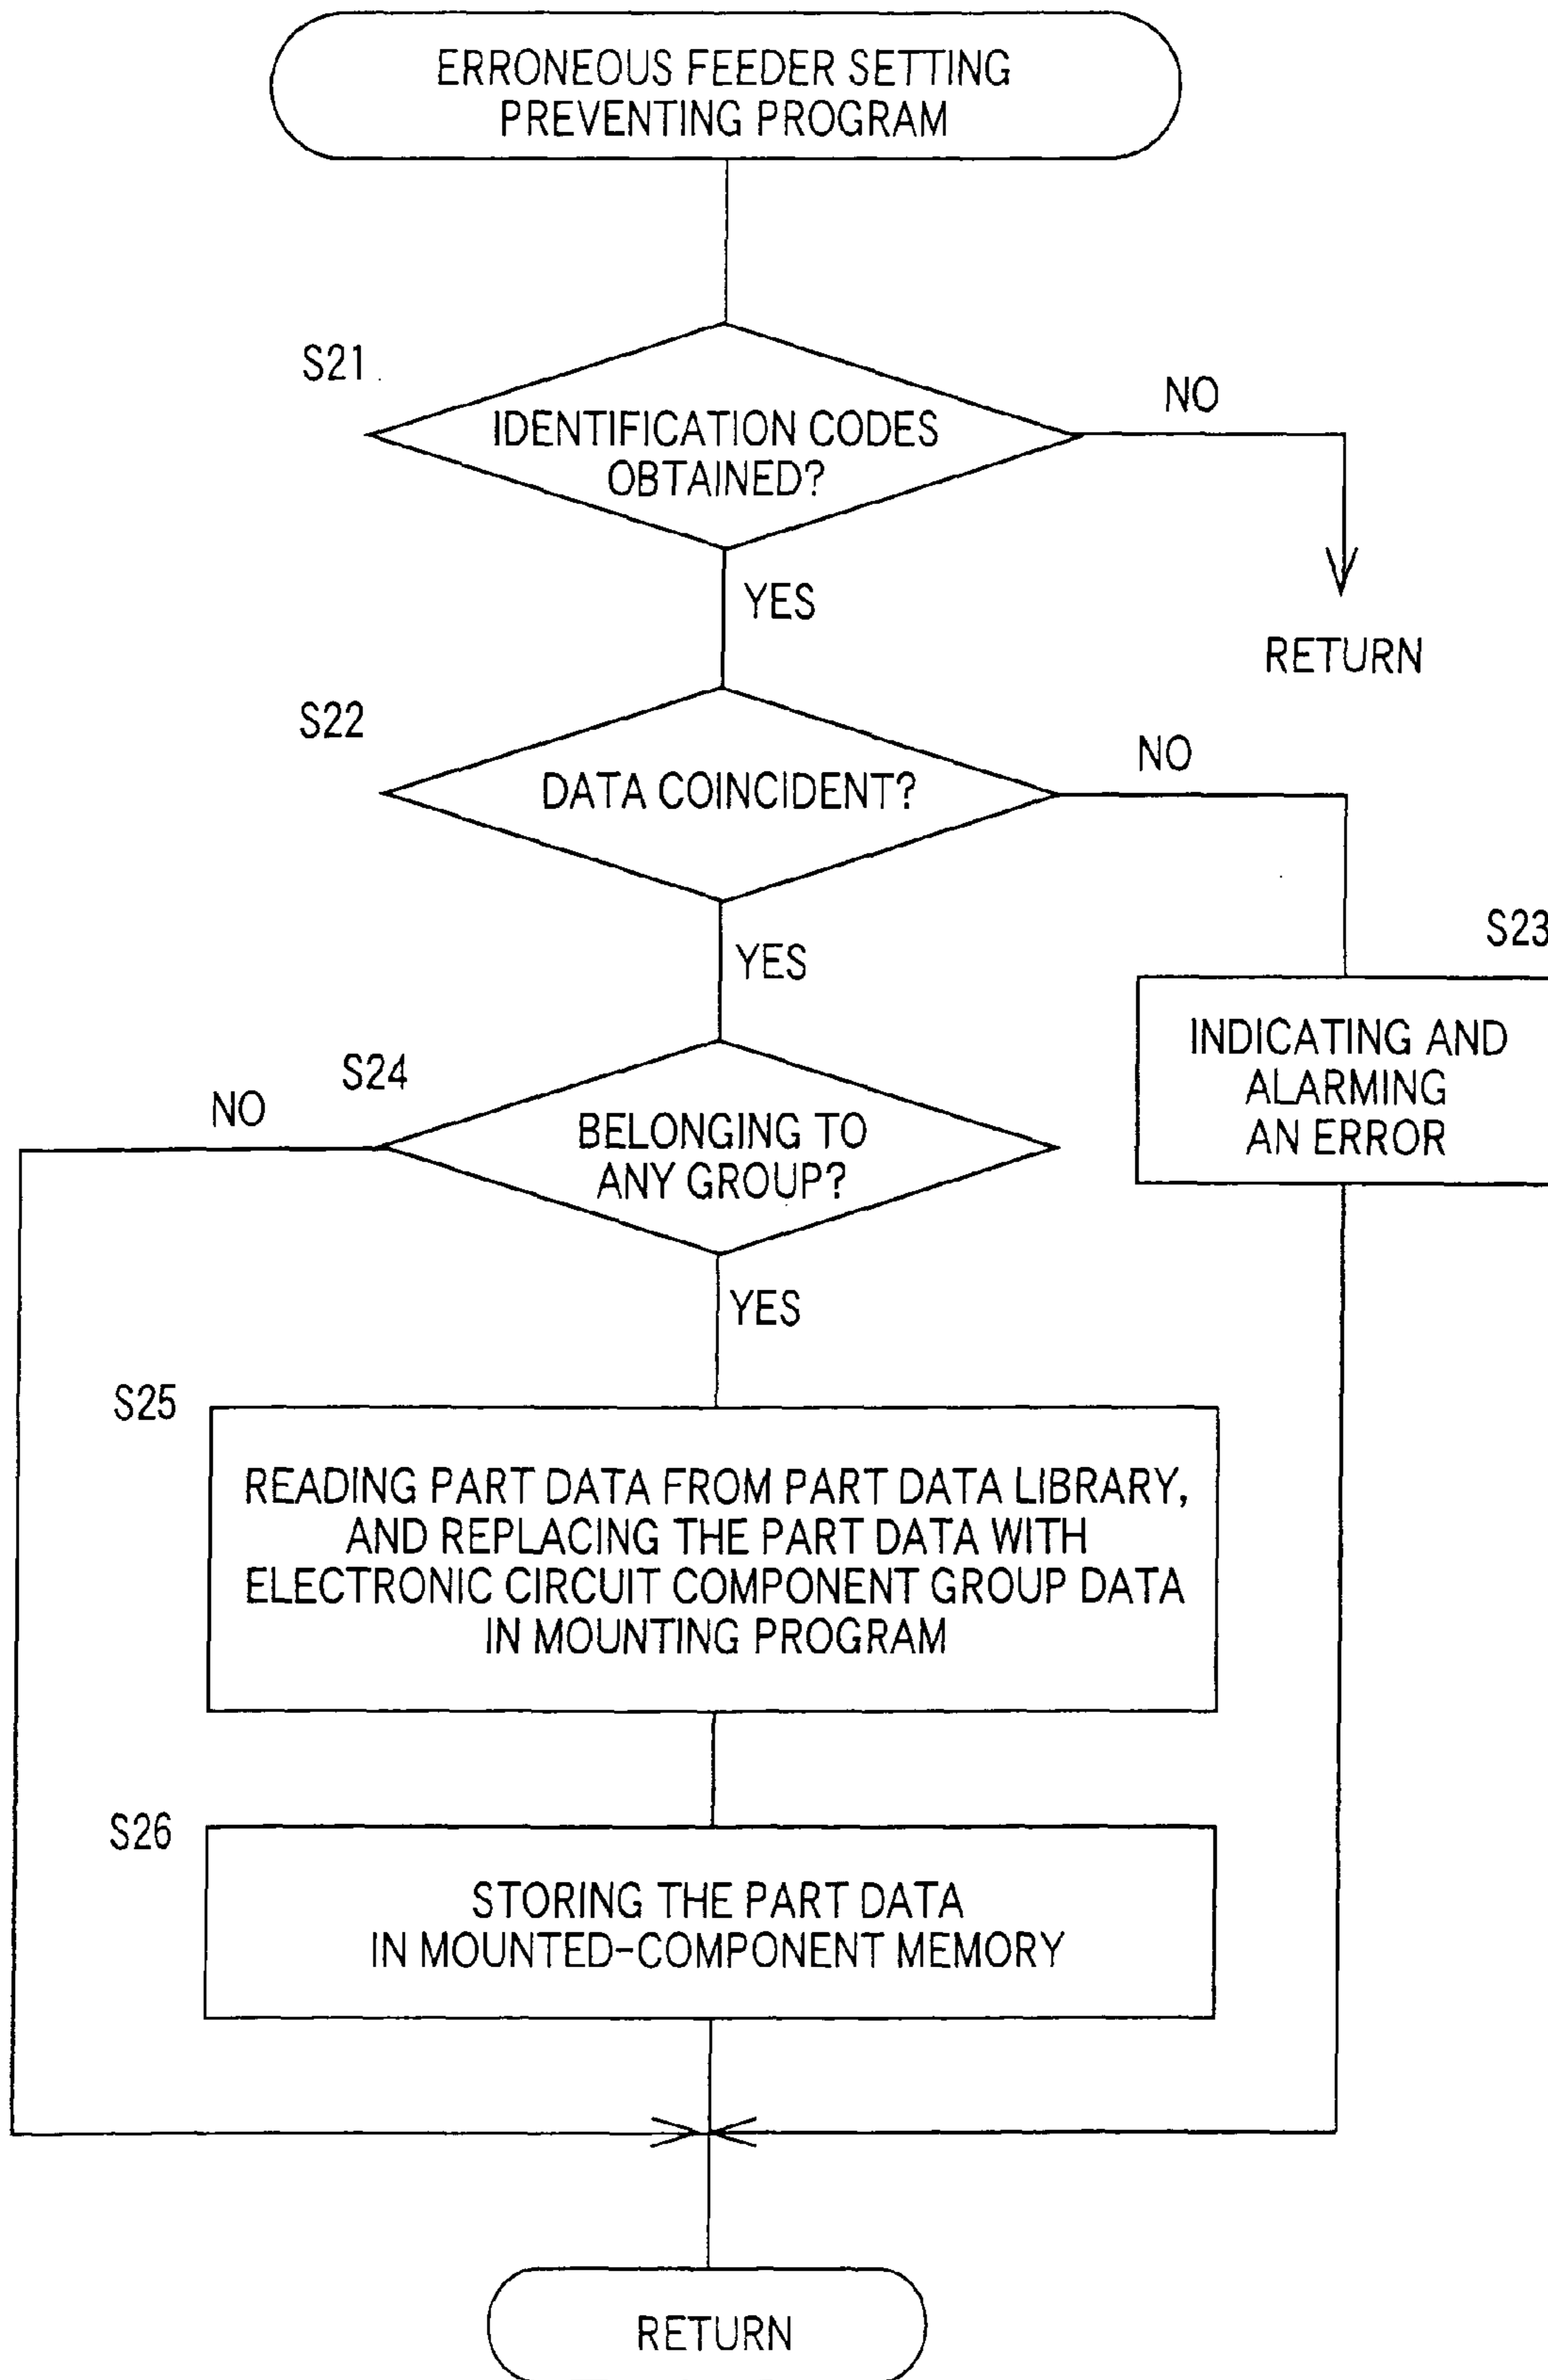 ERRONEOUS FEEDER SETTING
PREVENTING PROGRAM
S21
IDENTIFICATION CODES
OBTAINED?
NO
YES
RETURN
S22
DATA COINCIDENT?
NO
YES
S23
INDICATING AND
ALARMING
AN ERROR
S24
NO
BELONGING TO
ANY GROUP?
YES
S25
READING PART DATA FROM PART DATA LIBRARY,
AND REPLACING THE PART DATA WITH
ELECTRONIC CIRCUIT COMPONENT GROUP DATA
IN MOUNTING PROGRAM
S26
STORING THE PART DATA
IN MOUNTED-COMPONENT MEMORY
RETURN